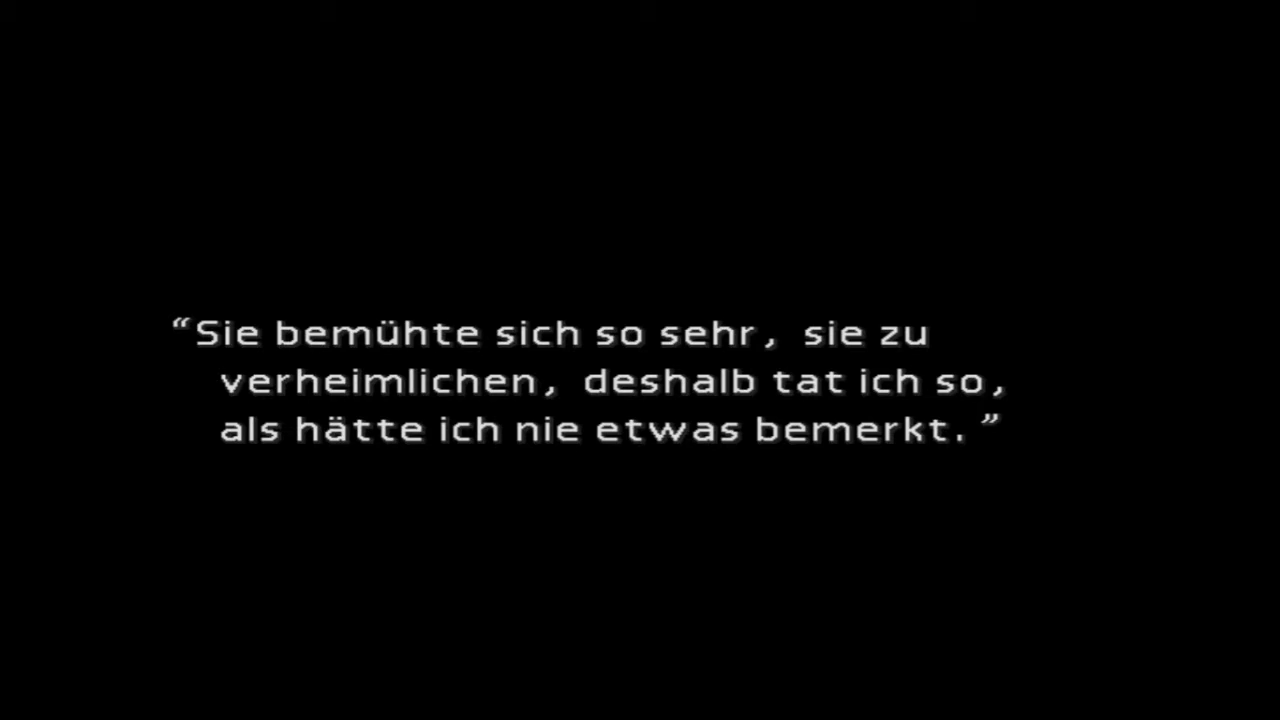 “Sie bemühte sich so sehr, sie zu
verheimlichen, deshalb tat ich so,
als hätte ich nie etwas bemerkt.”